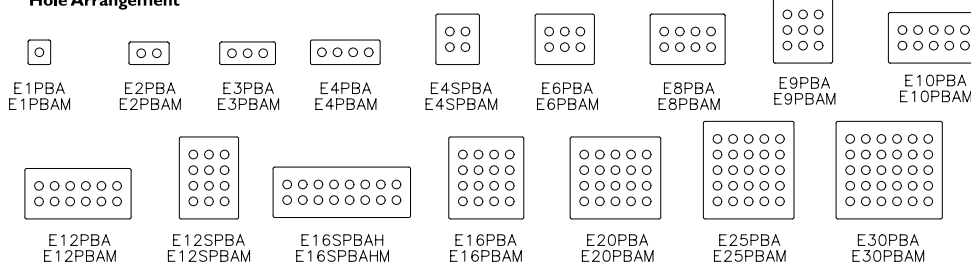 Hole Arrangement
E1PBA E2PBA E3PBA E4PBA E4SPBA E6PBA E8PBA E9PBA E10PBA
E1PBAM E2PBAM E3PBAM E4PBAM E4SPBAM E6PBAM E8PBAM E9PBAM E10PBAM
E12PBA E12SPBA E16SPBAH E16PBA E20PBA E25PBA E30PBA
E12PBAM E12SPBAM E16SPBAHM E16PBAM E20PBAM E25PBAM E30PBAM